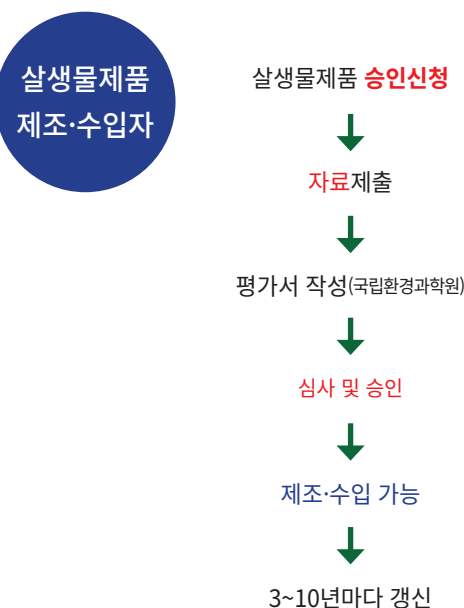 살생물제품
제조·수입자
살생물제품 승인신청
자료제출
평가서 작성(국립환경과학원)
심사 및 승인
제조·수입 가능
3~10년마다 갱신